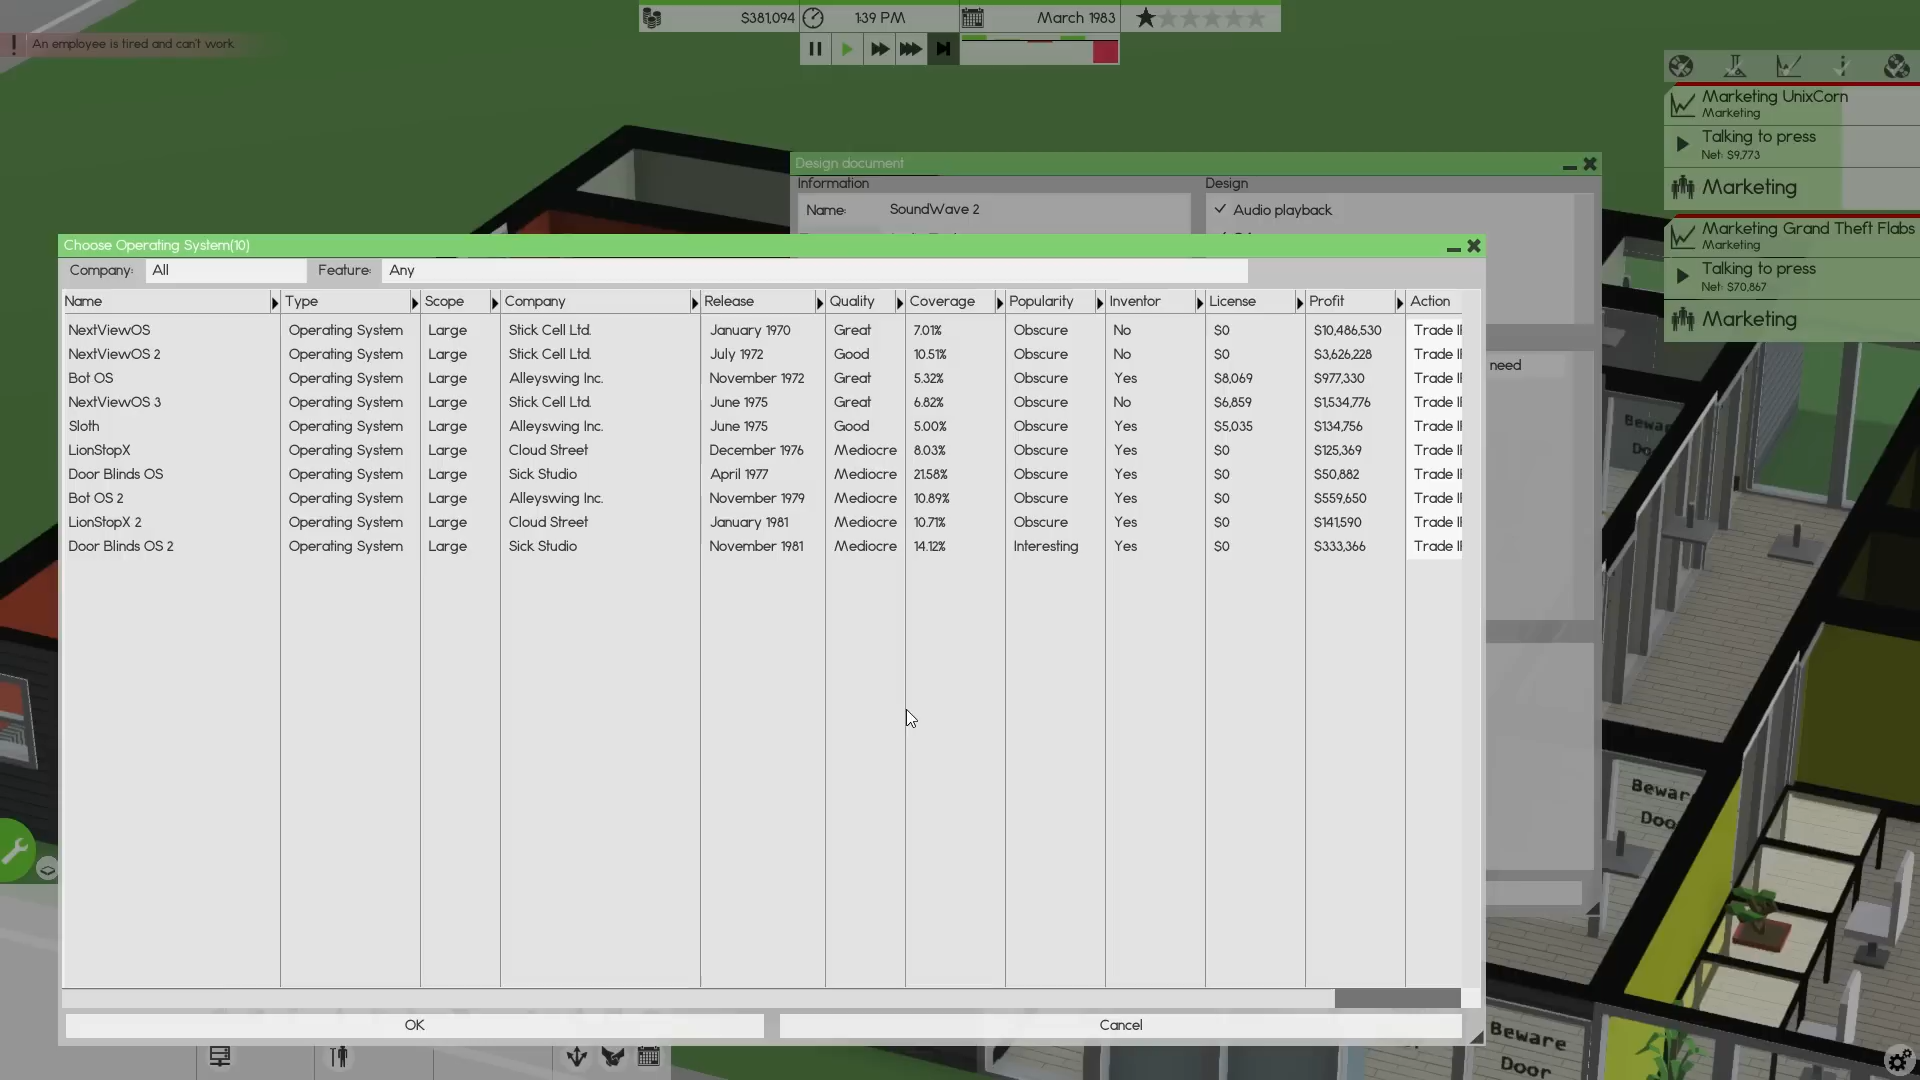 $381,094
1:39 PM
March 1983
An employee is tired and can't work
Marketing UnixCorn
Marketing
Talking to press
Net: $9,773
Marketing
Marketing Grand Theft Flabs
Marketing
Talking to press
Net: $70,867
Marketing
Design document
Information
Design
Name:
SoundWave 2
Audio playback
need
Choose Operating System(10)
Company: All Feature: Any
Name Type Scope Company Release Quality Coverage Popularity Inventor License Profit Action
NextViewOS Operating System Large Stick Cell Ltd. January 1970 Great 7.01% Obscure No $0 $10,486,530 Trade
NextViewOS 2 Operating System Large Stick Cell Ltd. July 1972 Good 10.51% Obscure No $0 $3,626,228 Trade
Bot OS Operating System Large Alleyswing Inc. November 1972 Great 5.32% Obscure Yes $8,069 $977,330 Trade
NextViewOS 3 Operating System Large Stick Cell Ltd. June 1975 Great 6.82% Obscure No $6,859 $1,534,776 Trade
Sloth Operating System Large Alleyswing Inc. June 1975 Good 5.00% Obscure Yes $5,035 $134,756 Trade
LionStopX Operating System Large Cloud Street December 1976 Mediocre 8.03% Obscure Yes $0 $125,369 Trade
Door Blinds OS Operating System Large Sick Studio April 1977 Mediocre 21.58% Obscure Yes $0 $50,882 Trade
Bot OS 2 Operating System Large Alleyswing Inc. November 1979 Mediocre 10.89% Obscure Yes $0 $559,650 Trade
LionStopX 2 Operating System Large Cloud Street January 1981 Mediocre 10.71% Obscure Yes $0 $141,590 Trade
Door Blinds OS 2 Operating System Large Sick Studio November 1981 Mediocre 14.12% Interesting Yes $0 $333,366 Trade
OK
Cancel
Beware
Door